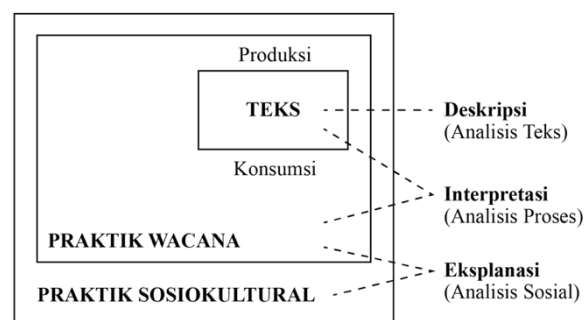 Produksi
TEKS
Konsumsi
PRAKTIK WACANA
PRAKTIK SOSIOKULTURAL
Deskripsi
(Analisis Teks)
Interpretasi
(Analisis Proses)
Eksplanasi
(Analisis Sosial)